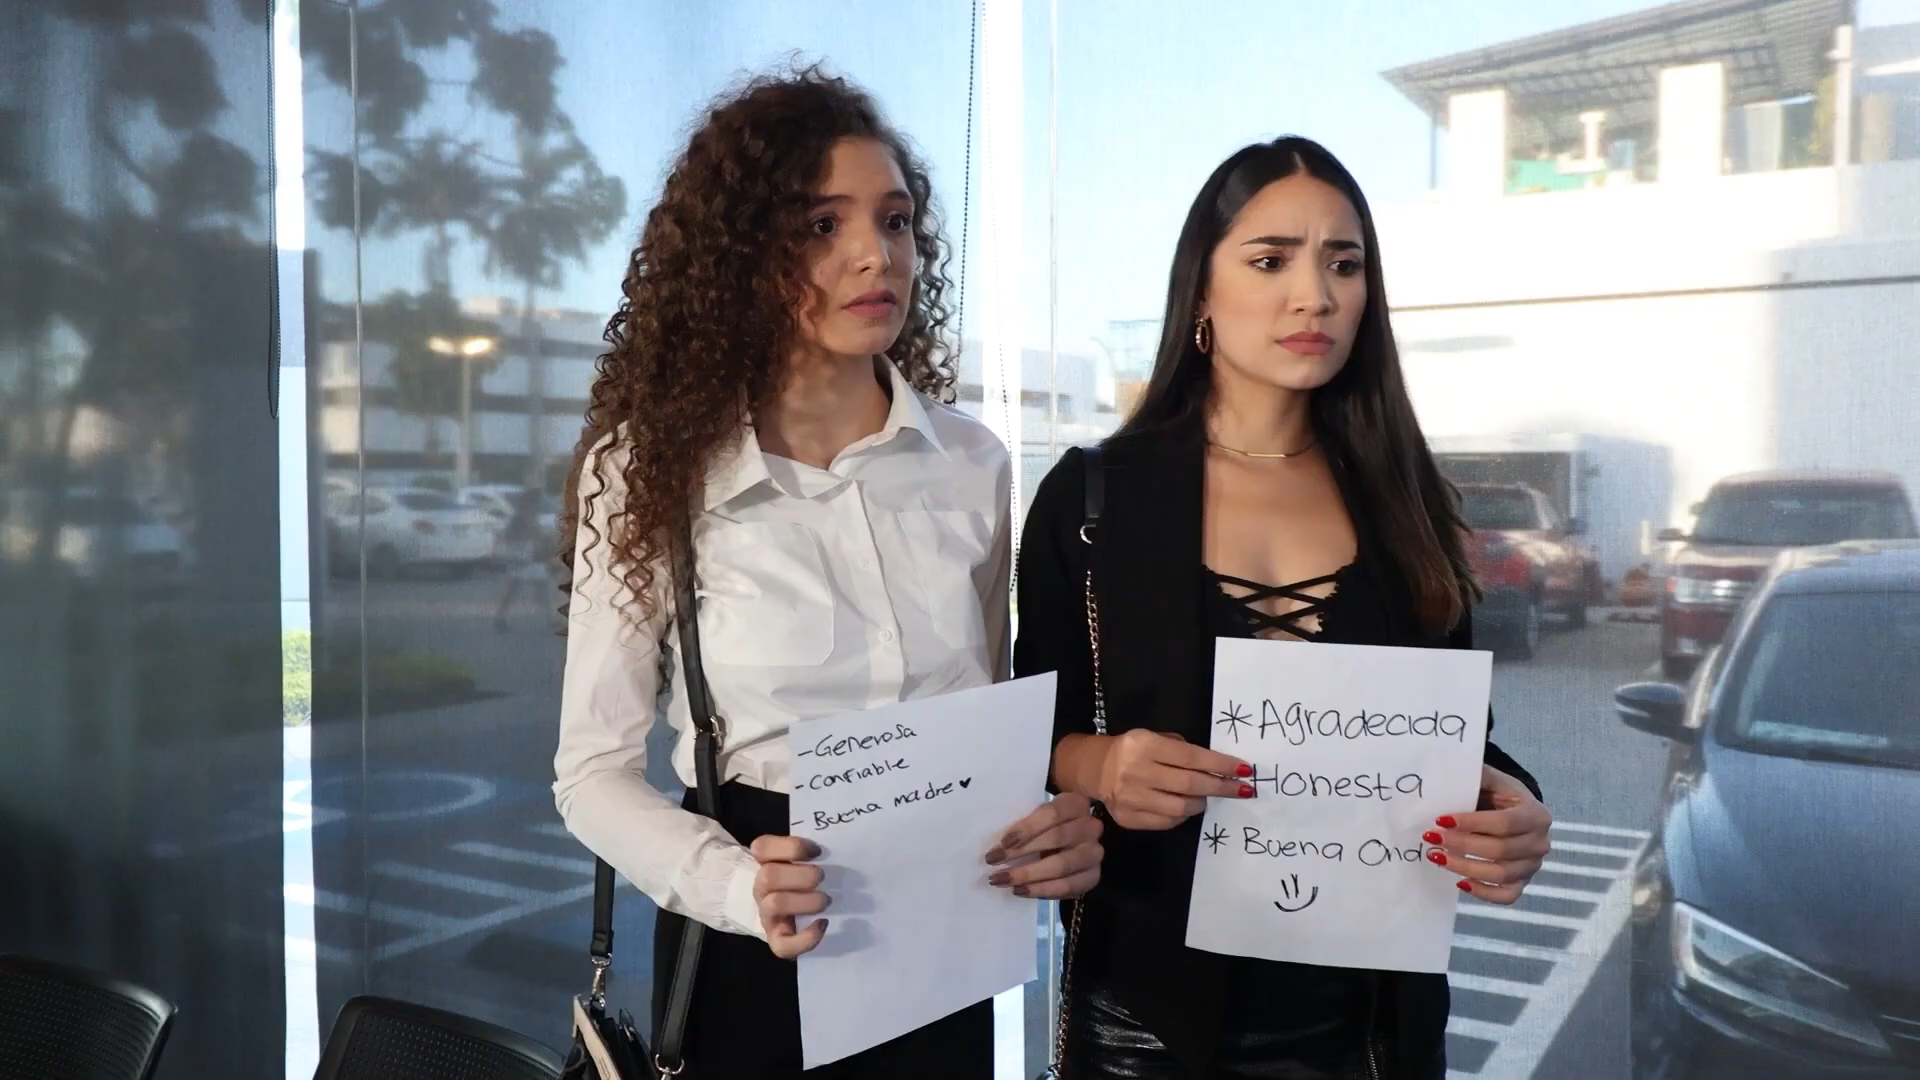 -Generosa
-Confiable
- Buena madre♥
*Agradecida
Honesta
* Buena Onda